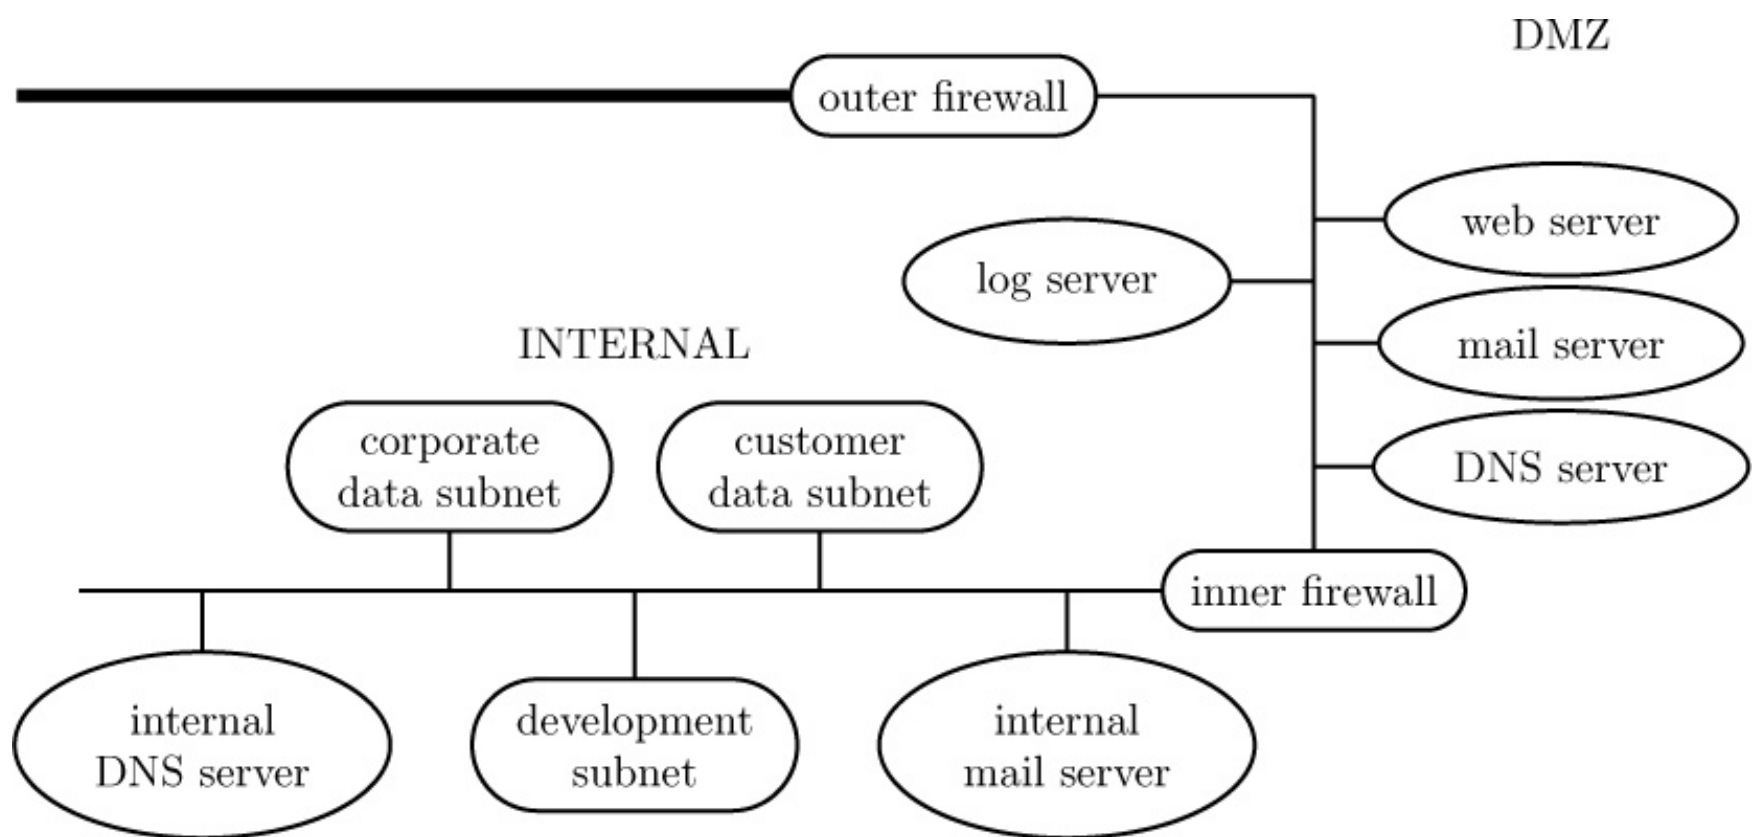 DMZ
outer firewall
web server
log server
mail server
INTERNAL
corporate
data subnet
customer
data subnet
DNS server
inner firewall
internal
DNS server
development
subnet
internal
mail server